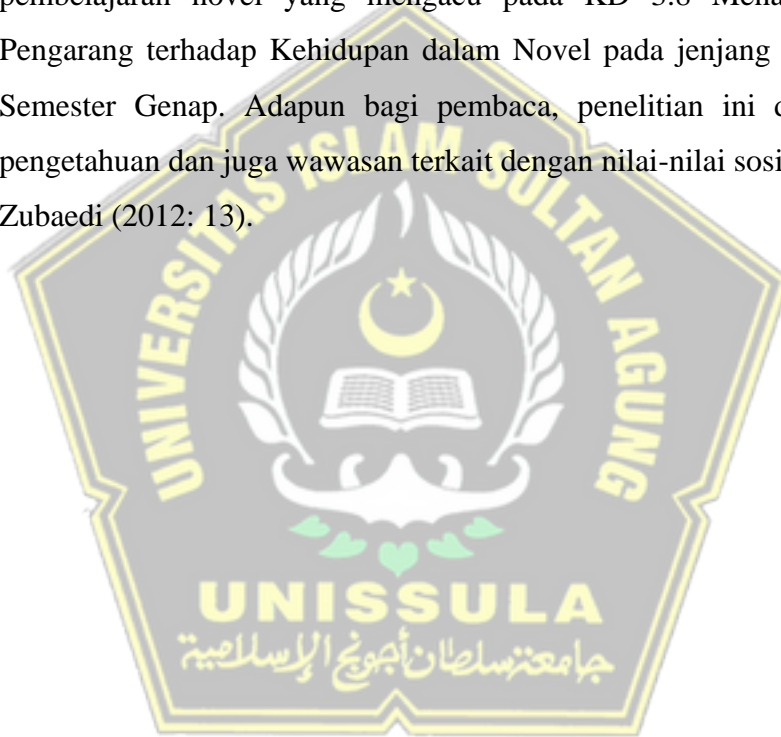 pembelajaran novel yang mengacu pada KD 3.8 Mena
Pengarang terhadap Kehidupan dalam Novel pada jenjang
Semester Genap. Adapun bagi pembaca, penelitian ini d
pengetahuan dan juga wawasan terkait dengan nilai-nilai sosi
Zubaedi (2012: 13).
UNIVERSITAS ISLAM SULTAN AGUNG
UNISSULA
جامعتسلطان أجونج الإسلامية